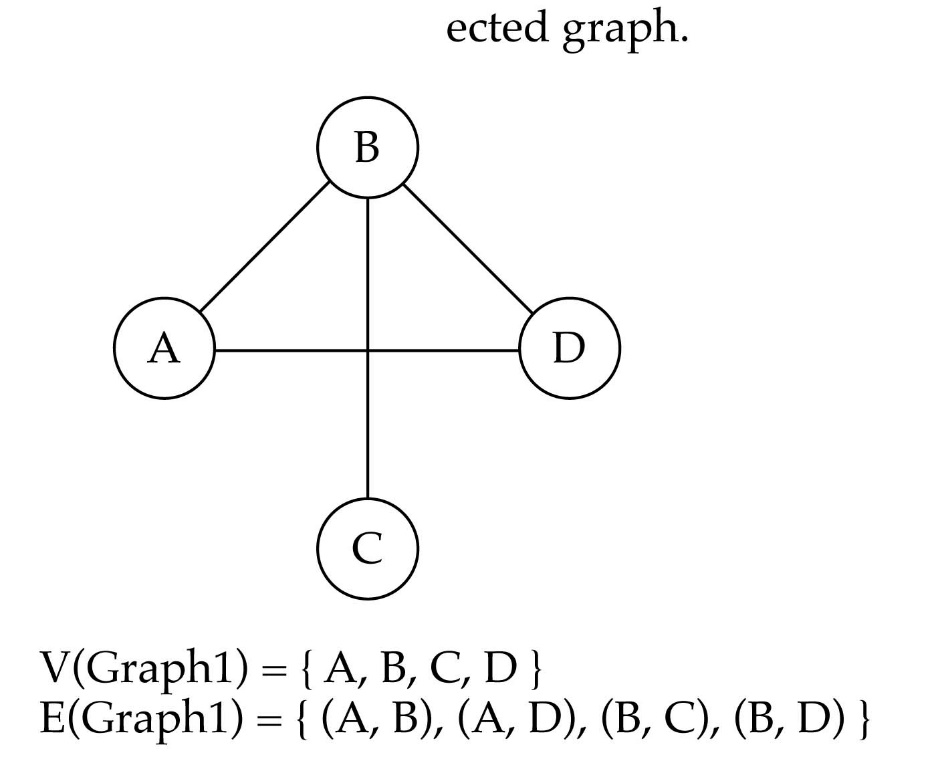 ected graph.
B
A
D
C
V(Graph1) = { A, B, C, D }
E(Graph1) = { (A, B), (A, D), (B, C), (B, D) }